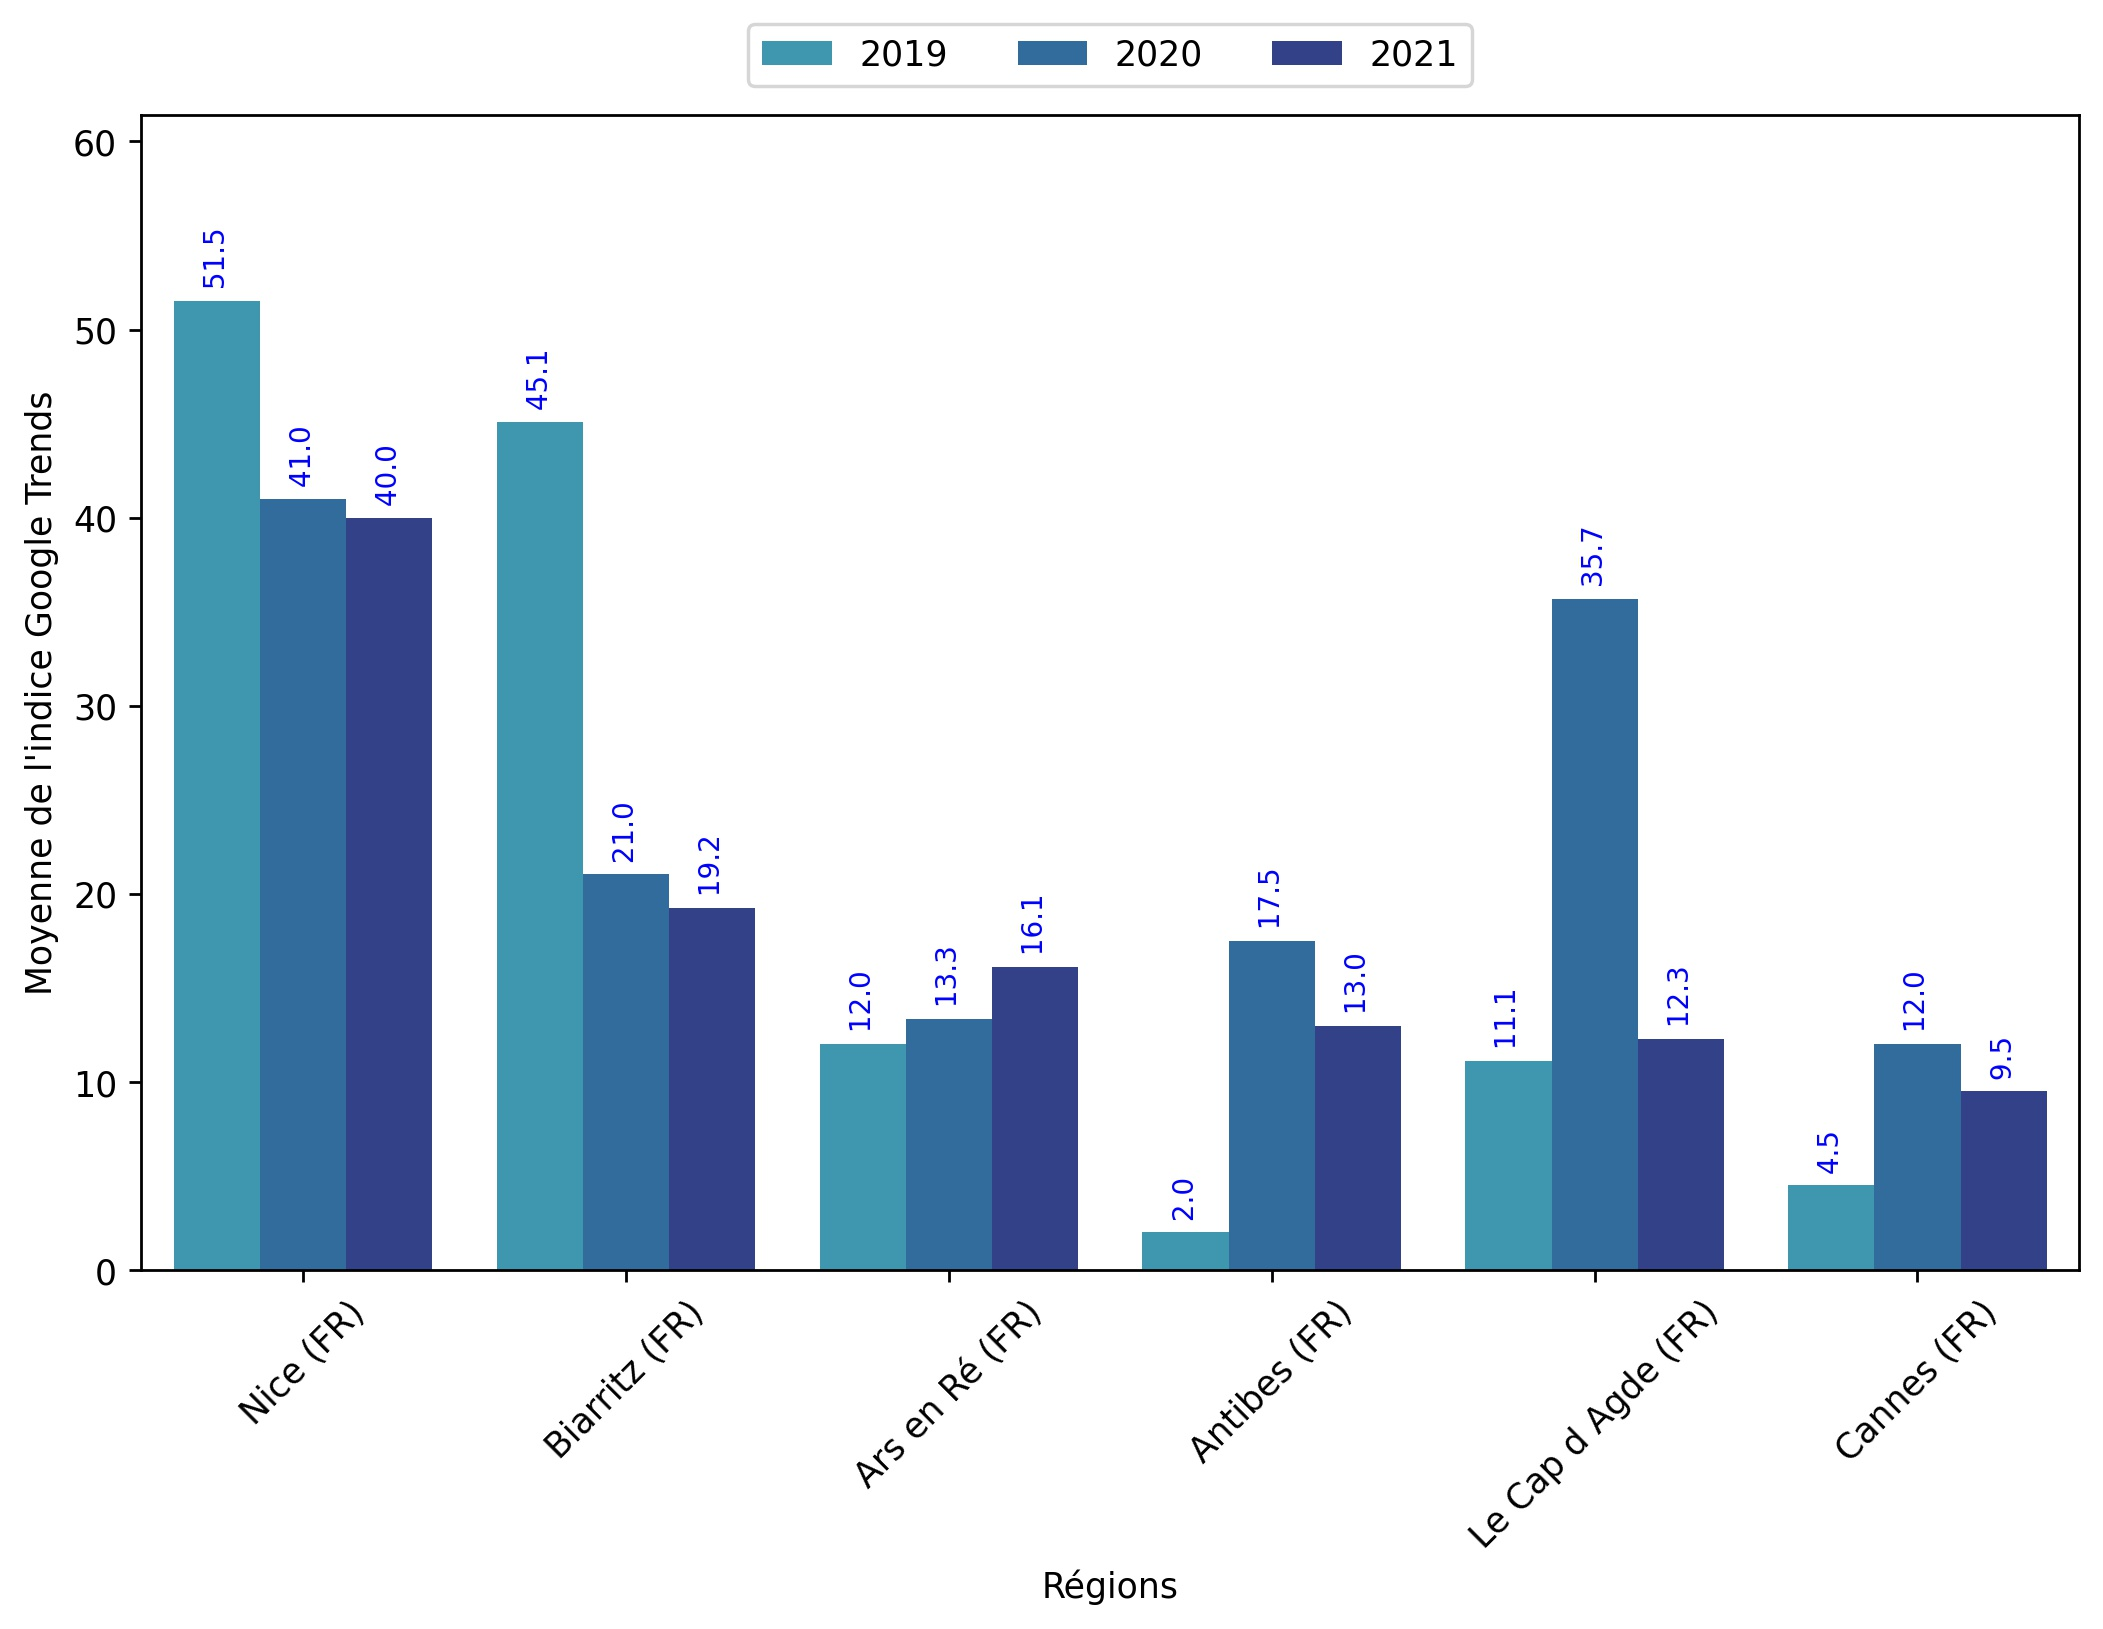 2019 2020 2021
Moyenne de l'indice Google Trends
60
50
40
30
20
10
0
51.5 41.0 40.0
45.1 21.0 19.2
12.0 13.3 16.1
2.0 17.5 13.0
11.1 35.7 12.3
4.5 12.0 9.5
Nice (FR)
Biarritz (FR)
Ars en Ré (FR)
Antibes (FR)
Le Cap d Agde (FR)
Cannes (FR)
Régions